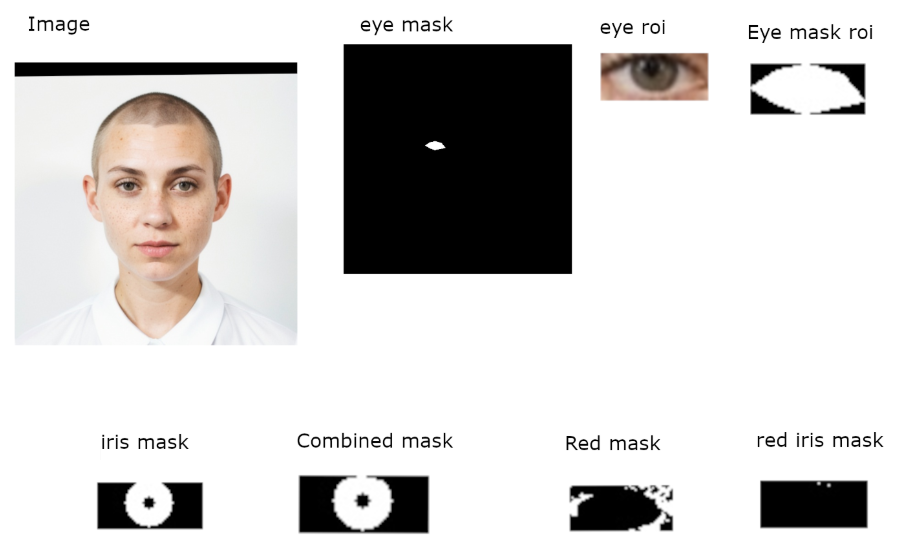 Image
eye mask
eye roi
Eye mask roi
iris mask
Combined mask
Red mask
red iris mask